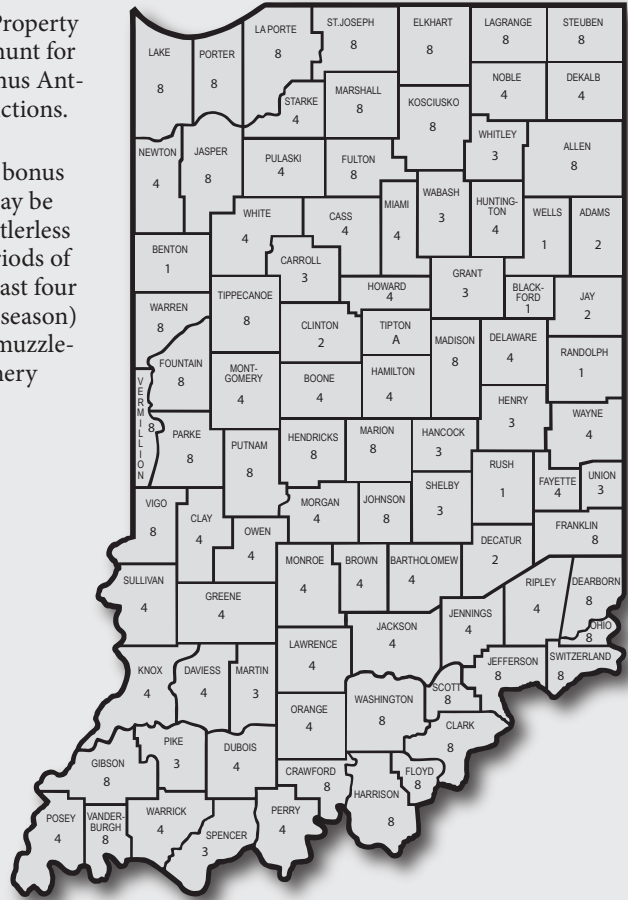 Property
hunt for
nus Ant-
ctions.
bonus
ay be
tlerless
riods of
ast four
season)
muzzle-
nery
LAKE
8
PORTER
8
LA PORTE
8
ST.JOSEPH
8
ELKHART
8
LAGRANGE
8
STEUBEN
8
NOBLE
4
DEKALB
4
STARKE
4
MARSHALL
8
KOSCIUSKO
8
WHITLEY
3
ALLEN
8
NEWTON
4
JASPER
8
PULASKI
4
FULTON
8
MIAMI
4
WABASH
3
HUNTING-
TON
4
WELLS
1
ADAMS
2
WHITE
4
CASS
4
CARROLL
3
BENTON
1
HOWARD
4
GRANT
3
BLACK-
FORD
1
JAY
2
WARREN
8
TIPPECANOE
8
CLINTON
2
TIPTON
A
MADISON
8
DELAWARE
4
RANDOLPH
1
FOUNTAIN
8
MONT-
GOMERY
4
BOONE
4
HAMILTON
4
HENRY
3
WAYNE
4
V
E
R
M
I
L
L
I
O
N
8
PARKE
8
PUTNAM
8
HENDRICKS
8
MARION
8
HANCOCK
3
RUSH
1
FAYETTE
4
UNION
3
VIGO
8
CLAY
4
OWEN
4
MORGAN
4
JOHNSON
8
SHELBY
3
DECATUR
2
FRANKLIN
8
SULLIVAN
4
GREENE
4
MONROE
4
BROWN
4
BARTHOLOMEW
4
JENNINGS
4
RIPLEY
4
DEARBORN
8
OHIO
8
SWITZERLAND
8
JACKSON
4
LAWRENCE
4
JEFFERSON
8
SCOTT
8
KNOX
4
DAVIESS
4
MARTIN
3
ORANGE
4
WASHINGTON
8
CLARK
8
GIBSON
8
PIKE
3
DUBOIS
4
CRAWFORD
8
FLOYD
8
HARRISON
8
POSEY
4
VANDER-
BURGH
8
WARRICK
4
SPENCER
3
PERRY
4